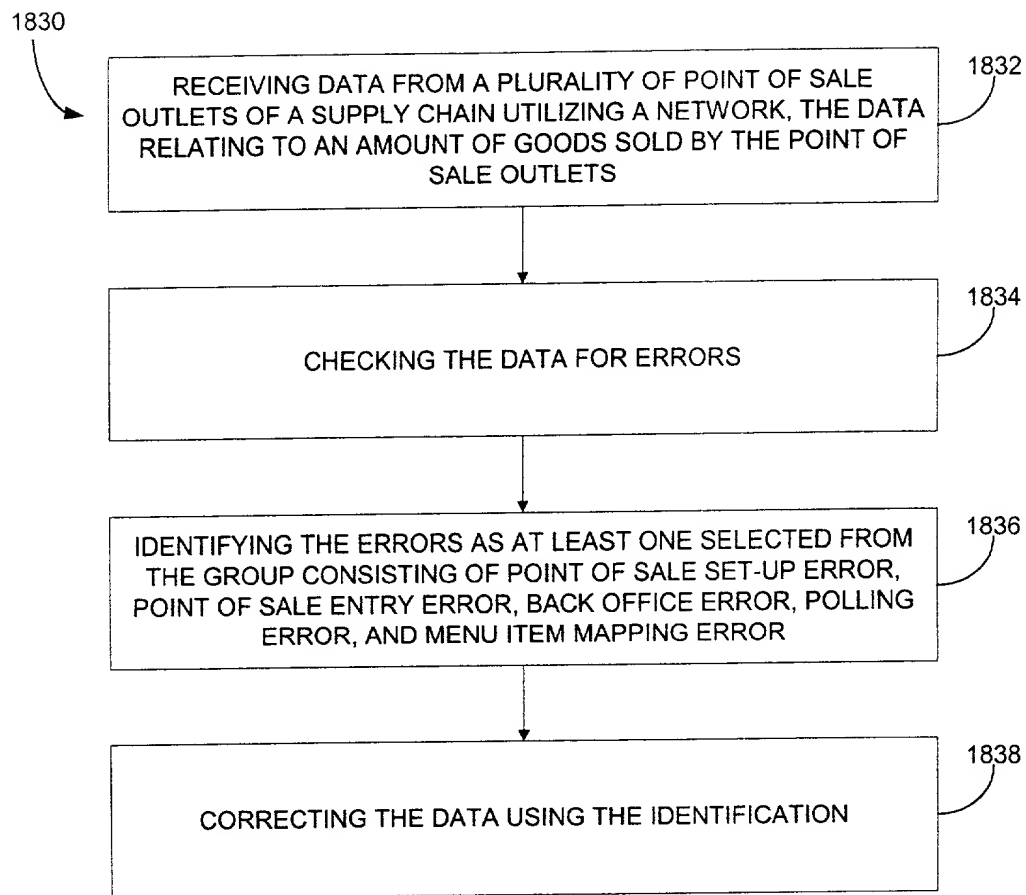 1830
1832
RECEIVING DATA FROM A PLURALITY OF POINT OF SALE
OUTLETS OF A SUPPLY CHAIN UTILIZING A NETWORK, THE DATA
RELATING TO AN AMOUNT OF GOODS SOLD BY THE POINT OF
SALE OUTLETS
1834
CHECKING THE DATA FOR ERRORS
1836
IDENTIFYING THE ERRORS AS AT LEAST ONE SELECTED FROM
THE GROUP CONSISTING OF POINT OF SALE SET-UP ERROR,
POINT OF SALE ENTRY ERROR, BACK OFFICE ERROR, POLLING
ERROR, AND MENU ITEM MAPPING ERROR
1838
CORRECTING THE DATA USING THE IDENTIFICATION